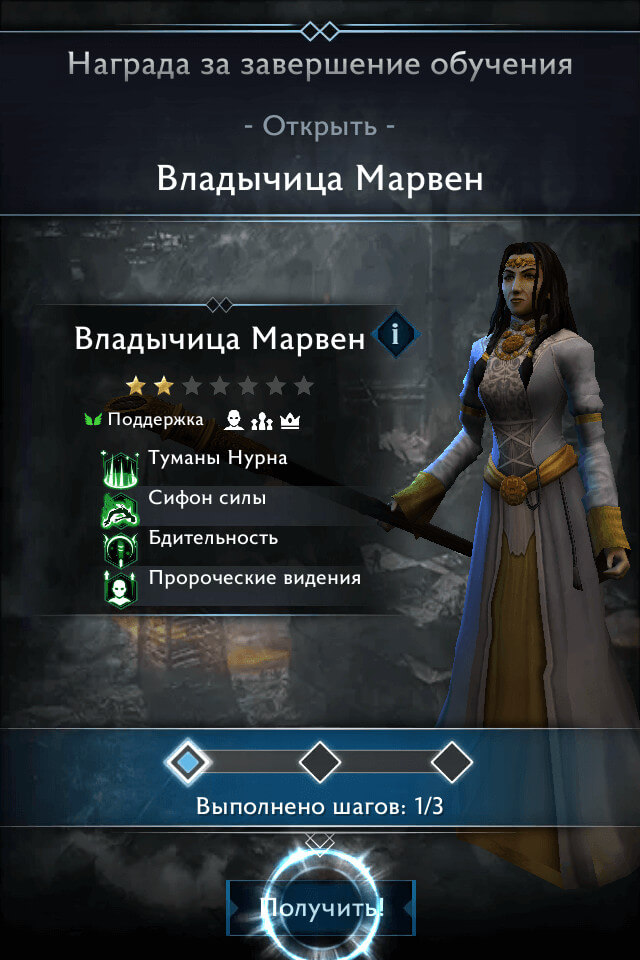 Награда за завершение обучения
- Открыть -
Владычица Марвен
Владычица Марвен i
Поддержка
Туманы Нурна
Сифон силы
Бдительность
Пророческие видения
Выполнено шагов: 1/3
Получить!